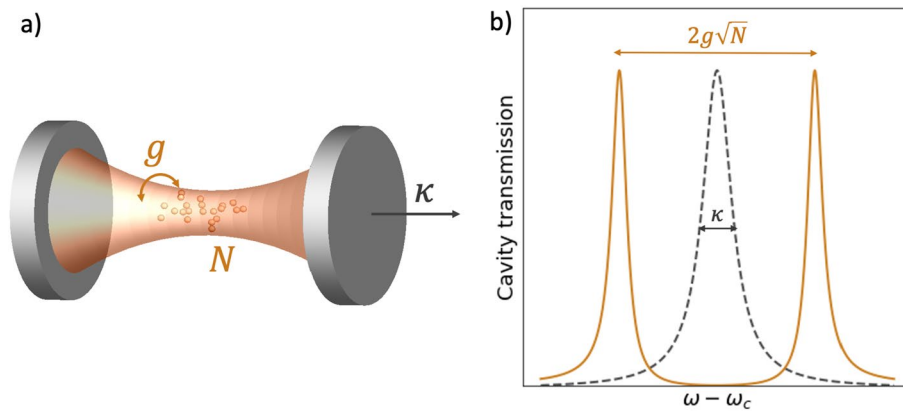 a)
g
N
κ
b)
2g√N
κ
Cavity transmission
ω − ω_c